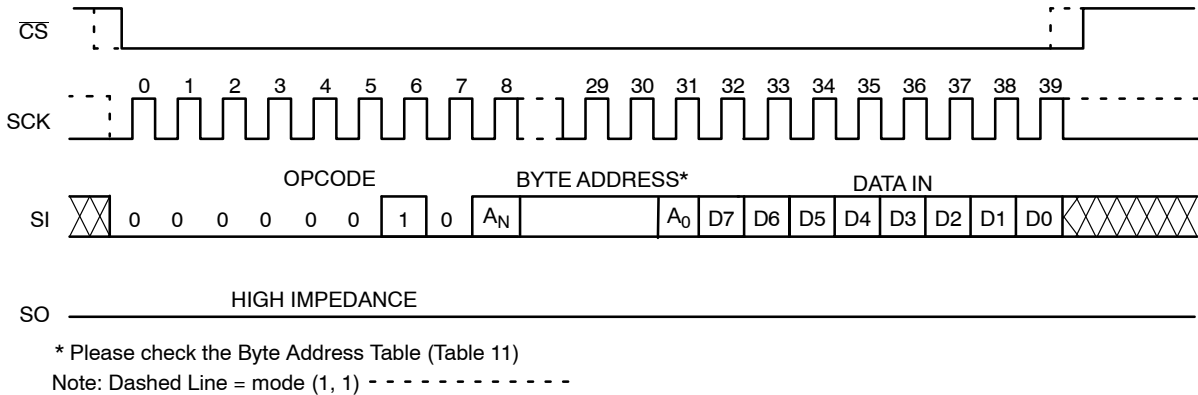 CS
0 1 2 3 4 5 6 7 8 29 30 31 32 33 34 35 36 37 38 39
SCK
OPCODE BYTE ADDRESS* DATA IN
SI 0 0 0 0 0 0 1 0 AN A0 D7 D6 D5 D4 D3 D2 D1 D0
HIGH IMPEDANCE
SO
* Please check the Byte Address Table (Table 11)
Note: Dashed Line = mode (1, 1)